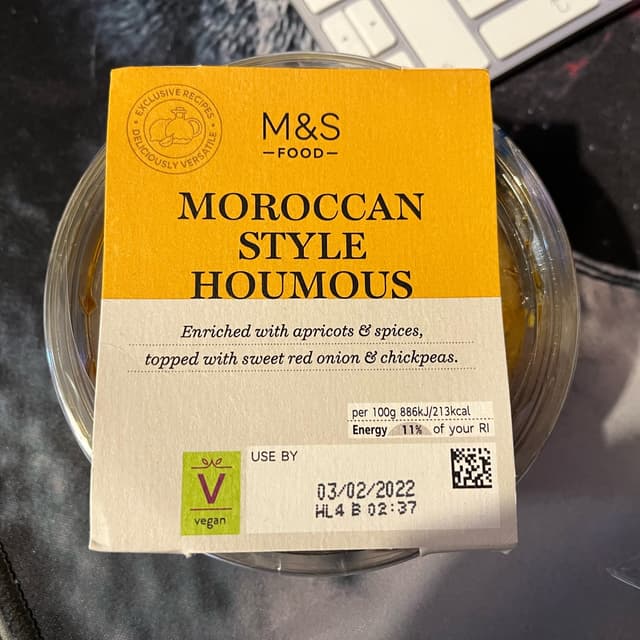 EXCLUSIVE RECIPES
DELICIOUSLY VERSATILE
M&S
FOOD
MOROCCAN
STYLE
HOUMOUS
Enriched with apricots & spices,
topped with sweet red onion & chickpeas.
per 100g 886kJ/213kcal
Energy 11% of your RI
USE BY
03/02/2022
WL4 B 02:37
V
vegan